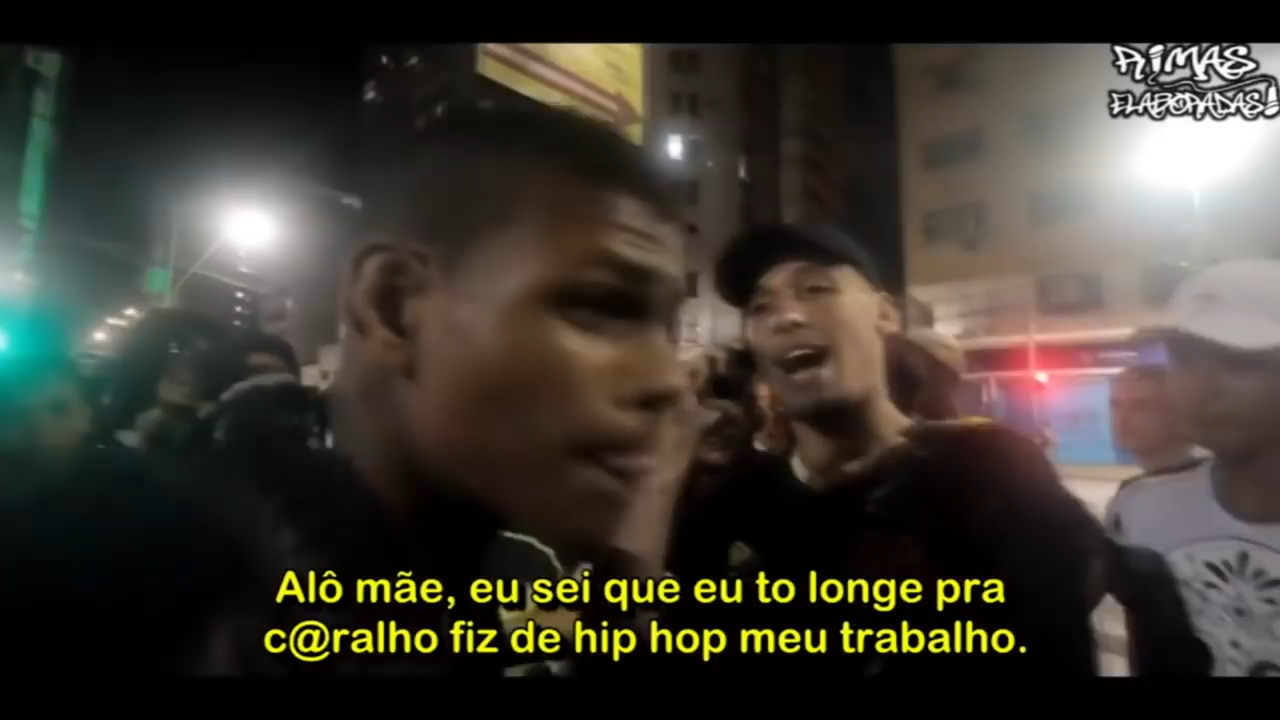 RIMAS
ELABORADAS!
Alô mãe, eu sei que eu to longe pra
c@ralho fiz de hip hop meu trabalho.